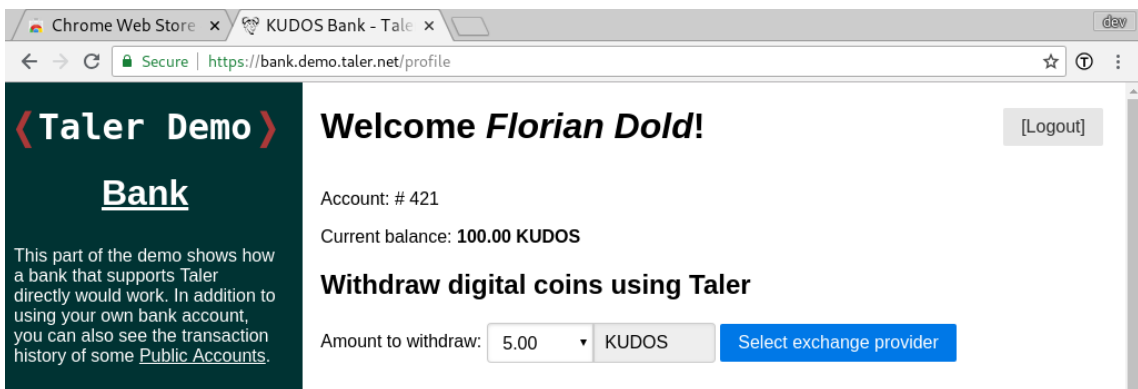 Chrome Web Store
KUDOS Bank - Tale
dev
Secure | https://bank.demo.taler.net/profile
❬Taler Demo❭
Bank
This part of the demo shows how
a bank that supports Taler
directly would work. In addition to
using your own bank account,
you can also see the transaction
history of some Public Accounts.
Welcome Florian Dold!
[Logout]
Account: # 421
Current balance: 100.00 KUDOS
Withdraw digital coins using Taler
Amount to withdraw: 5.00 KUDOS Select exchange provider